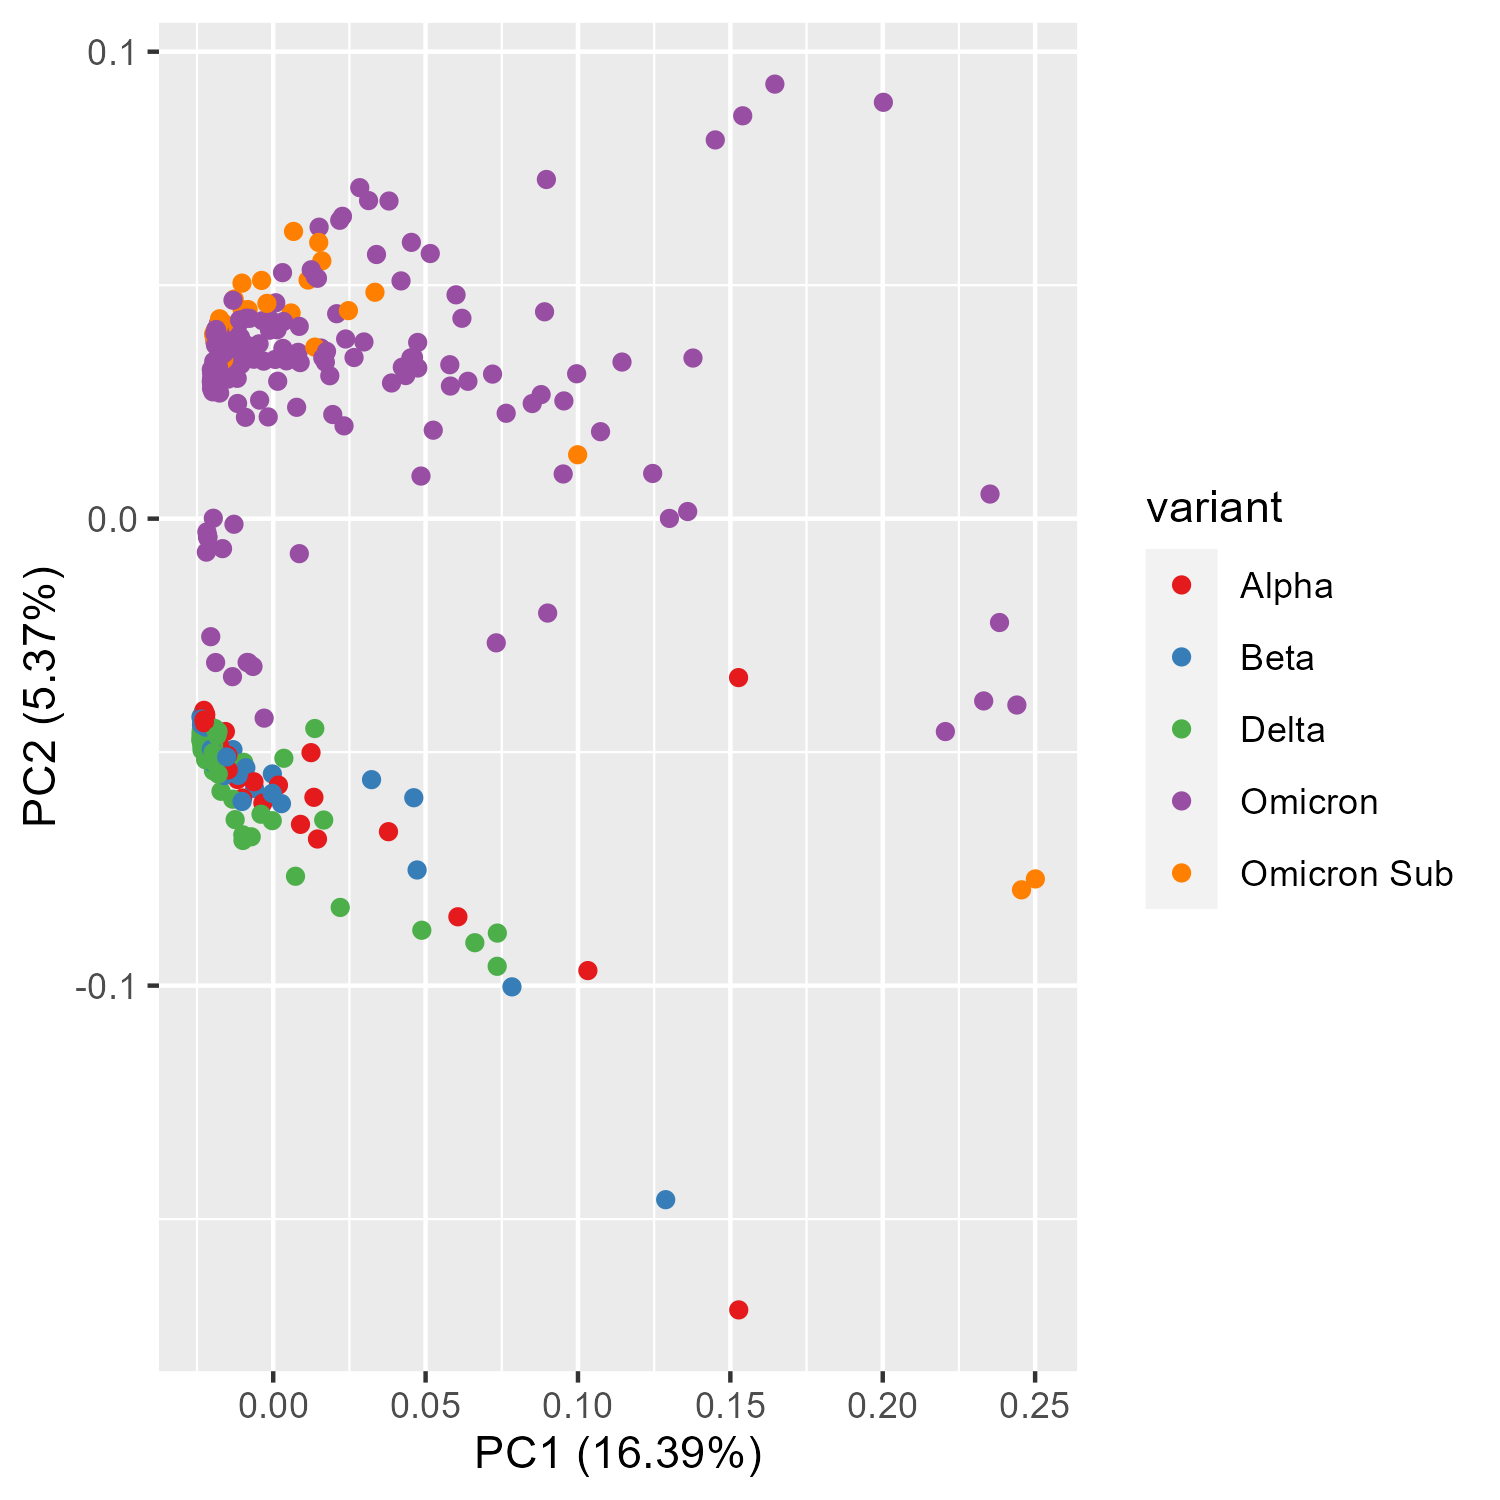 0.1
0.0
-0.1
PC2 (5.37%)
0.00 0.05 0.10 0.15 0.20 0.25
PC1 (16.39%)
variant
Alpha
Beta
Delta
Omicron
Omicron Sub